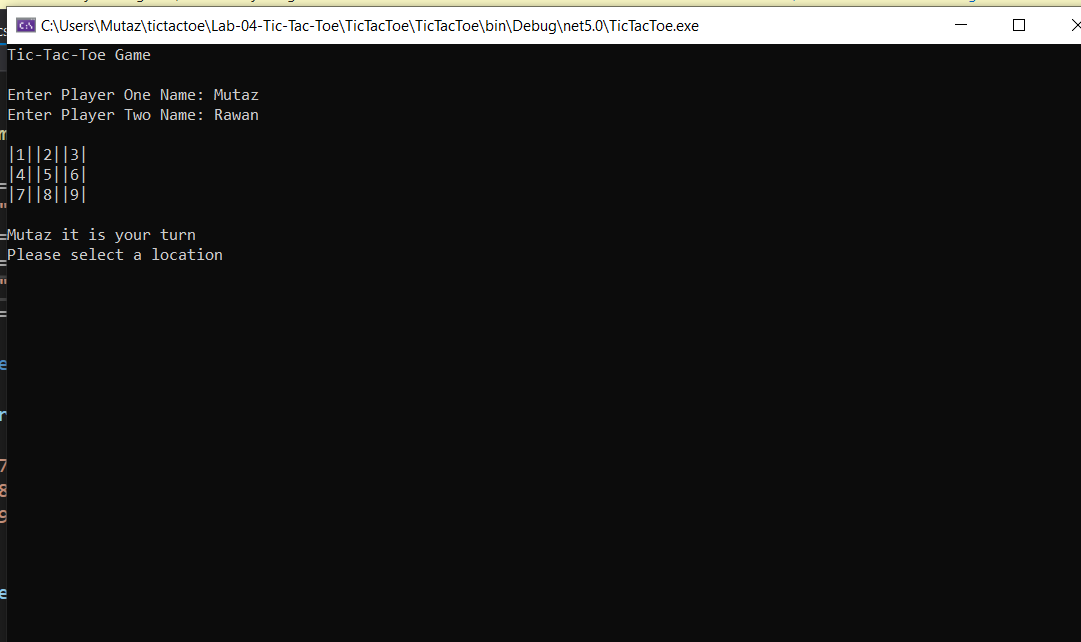 C:\Users\Mutaz\tictactoe\Lab-04-Tic-Tac-Toe\TicTacToe\TicTacToe\bin\Debug\net5.0\TicTacToe.exe
Tic-Tac-Toe Game
Enter Player One Name: Mutaz
Enter Player Two Name: Rawan
|1||2||3|
|4||5||6|
|7||8||9|
Mutaz it is your turn
Please select a location